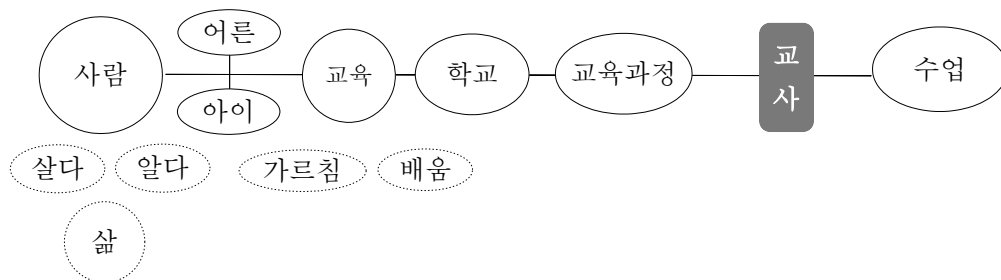 어른
사람 교육 학교 교육과정 교사 수업
아이
살다 알다 가르침 배움
삶